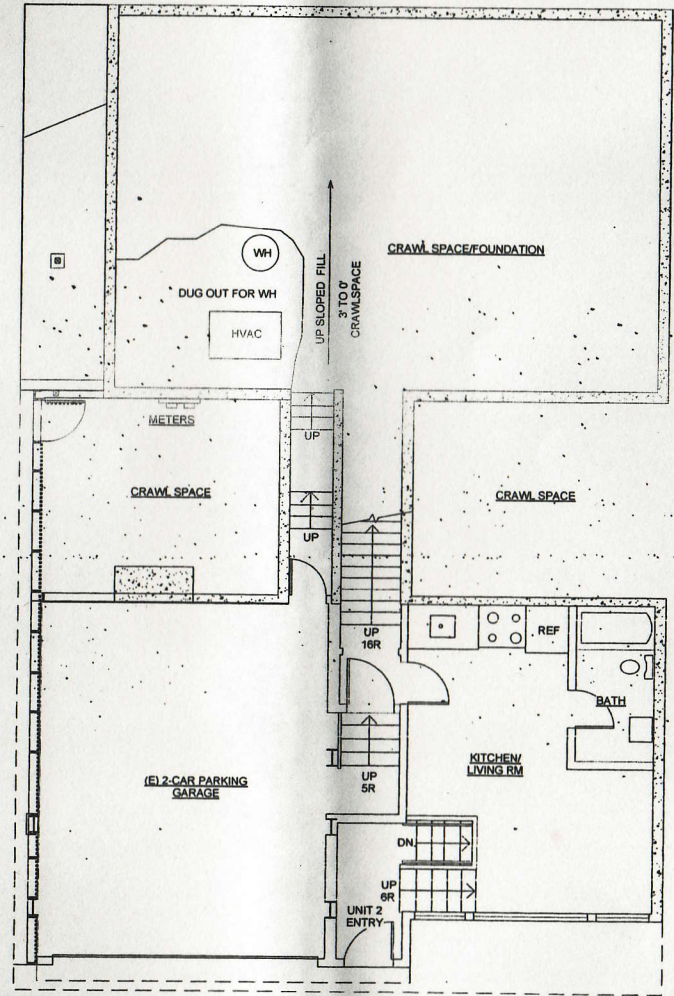 CRAWL SPACE/FOUNDATION
WH
DUG OUT FOR WH
HVAC
UP SLOPED FILL
3' TO 0'
CRAWLSPACE
METERS
UP
CRAWL SPACE
UP
CRAWL SPACE
UP
16R
REF
BATH
(E) 2-CAR PARKING
GARAGE
UP
5R
KITCHEN/
LIVING RM
DN.
UP
6R
UNIT 2
ENTRY